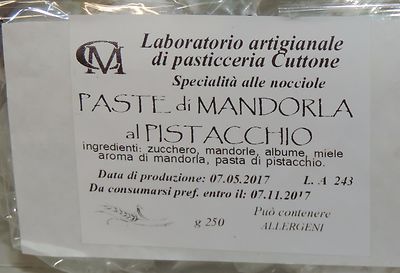 CM
Laboratorio artigianale
di pasticceria Cuttone
Specialità alle nocciole
PASTE di MANDORLA
al PISTACCHIO
ingredienti: zucchero, mandorle, albume, miele
aroma di mandorla, pasta di pistacchio.
Data di produzione: 07.05.2017 L. A 243
Da consumarsi pref. entro il: 07.11.2017
g 250 Può contenere
ALLERGENI